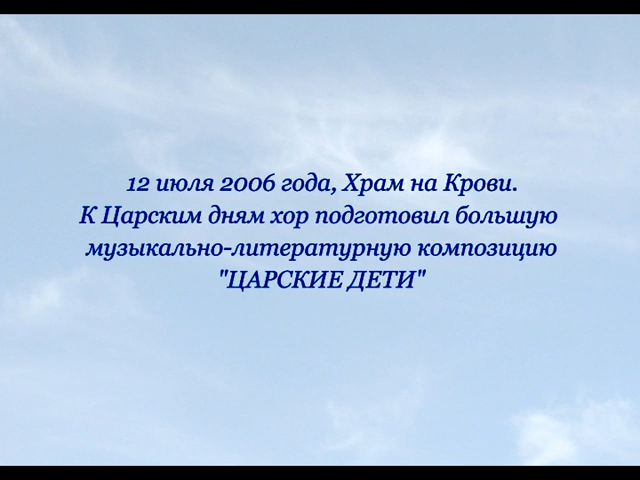 12 июля 2006 года, Храм на Крови.
К Царским дням хор подготовил большую
музыкально-литературную композицию
"ЦАРСКИЕ ДЕТИ"